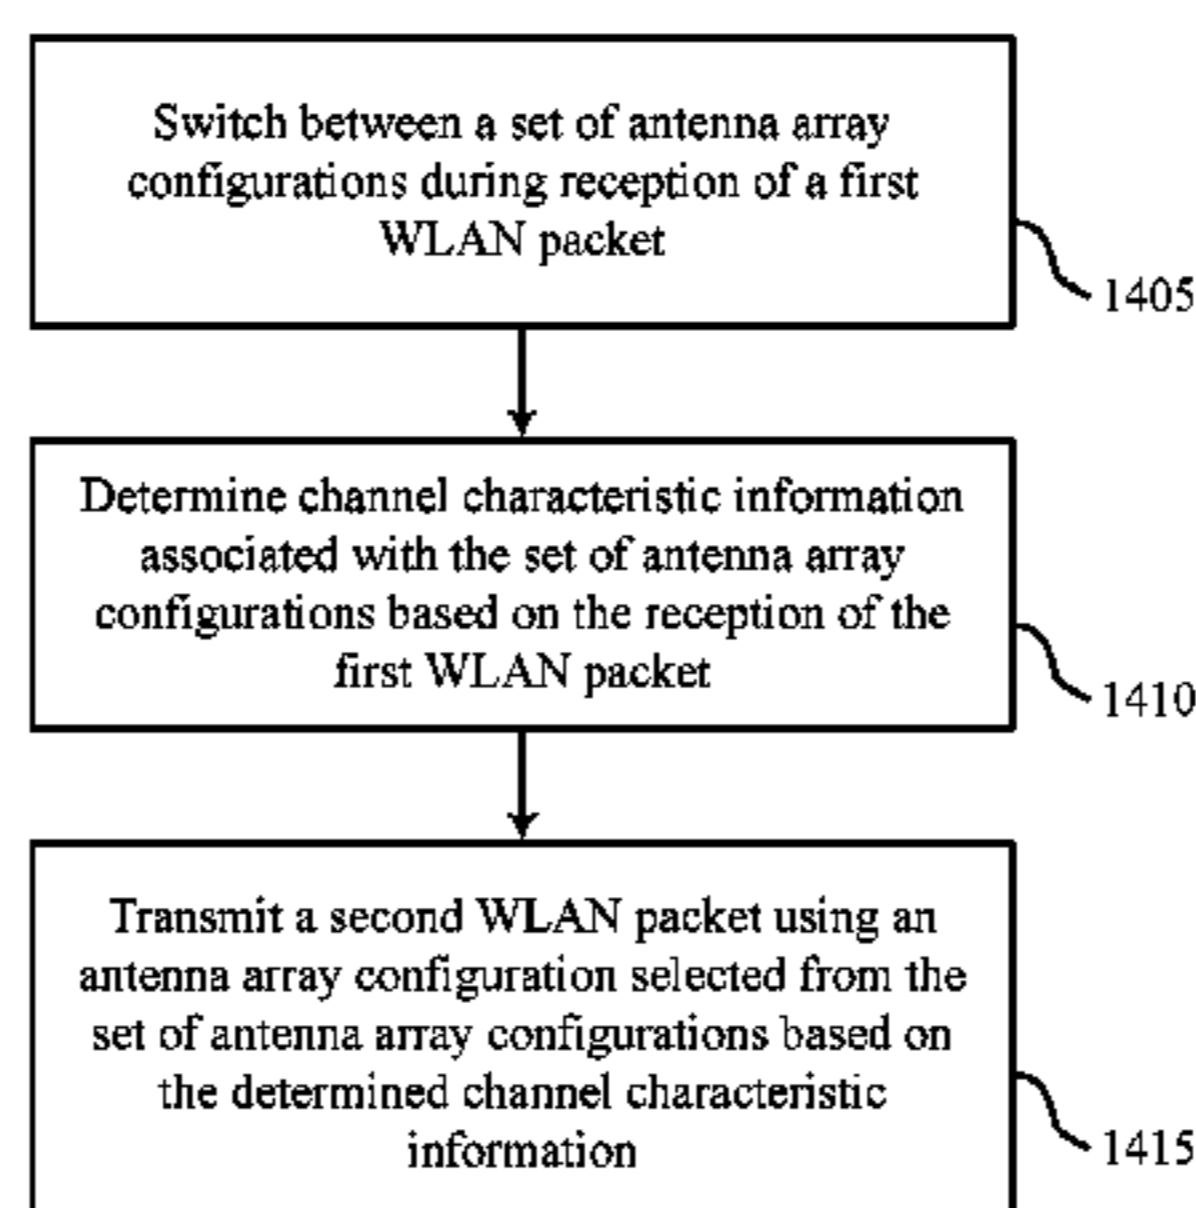 Switch between a set of antenna array
configurations during reception of a first
WLAN packet
1405
Determine channel characteristic information
associated with the set of antenna array
configurations based on the reception of the
first WLAN packet
1410
Transmit a second WLAN packet using an
antenna array configuration selected from the
set of antenna array configurations based on
the determined channel characteristic
information
1415